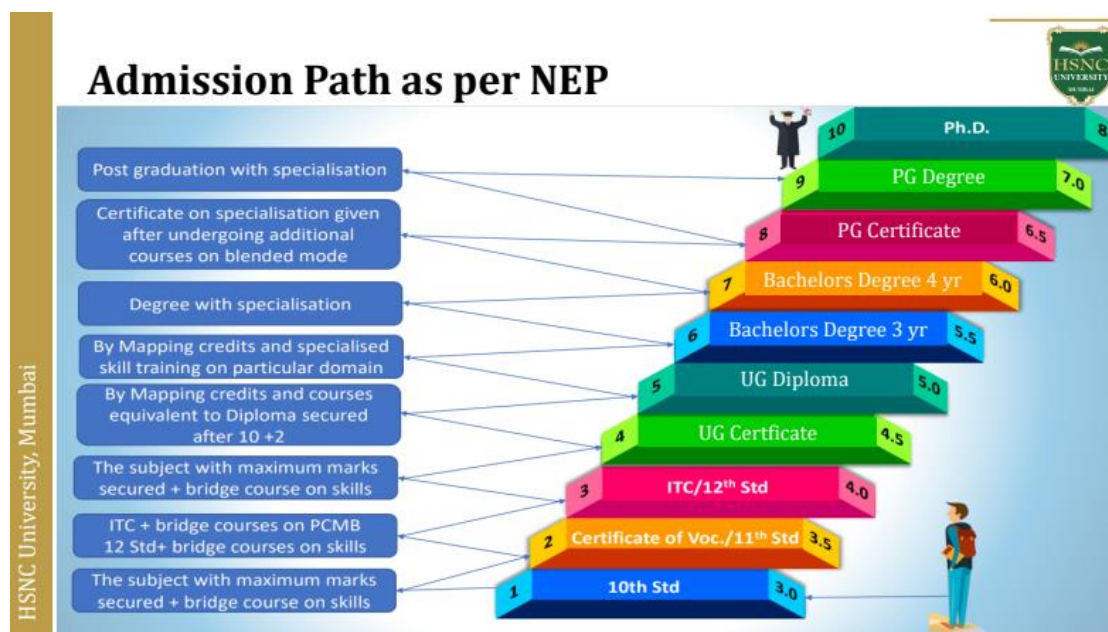 HSNC
UNIVERSITY
MUMBAI
Admission Path as per NEP
HSNC University, Mumbai
Post graduation with specialisation
Certificate on specialisation given
after undergoing additional
courses on blended mode
Degree with specialisation
By Mapping credits and specialised
skill training on particular domain
By Mapping credits and courses
equivalent to Diploma secured
after 10 +2
The subject with maximum marks
secured + bridge course on skills
ITC + bridge courses on PCMB
12 Std+ bridge courses on skills
The subject with maximum marks
secured + bridge course on skills
10 Ph.D. 8
9 PG Degree 7.0
8 PG Certificate 6.5
7 Bachelors Degree 4 yr 6.0
6 Bachelors Degree 3 yr 5.5
5 UG Diploma 5.0
4 UG Certficate 4.5
3 ITC/12th Std 4.0
2 Certificate of Voc./11th Std 3.5
1 10th Std 3.0